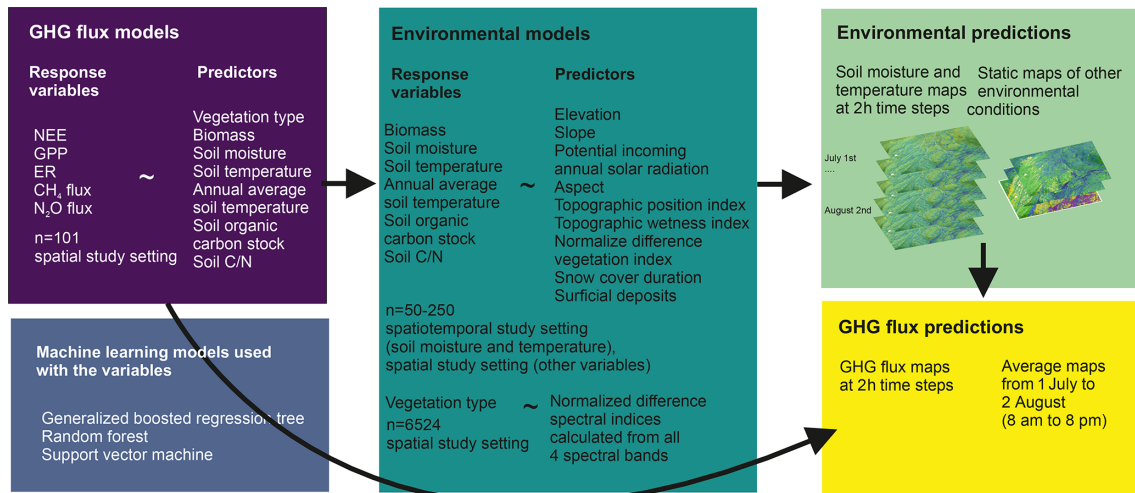 GHG flux models
Response
variables
NEE
GPP
ER
CH₄ flux
N₂O flux
n=101
spatial study setting
~
Predictors
Vegetation type
Biomass
Soil moisture
Soil temperature
Annual average
soil temperature
Soil organic
carbon stock
Soil C/N
Machine learning models used
with the variables
Generalized boosted regression tree
Random forest
Support vector machine
Environmental models
Response
variables
Biomass
Soil moisture
Soil temperature
Annual average
soil temperature
Soil organic
carbon stock
Soil C/N
~
Predictors
Elevation
Slope
Potential incoming
annual solar radiation
Aspect
Topographic position index
Topographic wetness index
Normalize difference
vegetation index
Snow cover duration
Surficial deposits
n=50-250
spatiotemporal study setting
(soil moisture and temperature),
spatial study setting (other variables)
Vegetation type
n=6524
spatial study setting
~
Normalized difference
spectral indices
calculated from all
4 spectral bands
Environmental predictions
Soil moisture and
temperature maps
at 2h time steps
Static maps of other
environmental
conditions
July 1st
....
August 2nd
GHG flux predictions
GHG flux maps
at 2h time steps
Average maps
from 1 July to
2 August
(8 am to 8 pm)